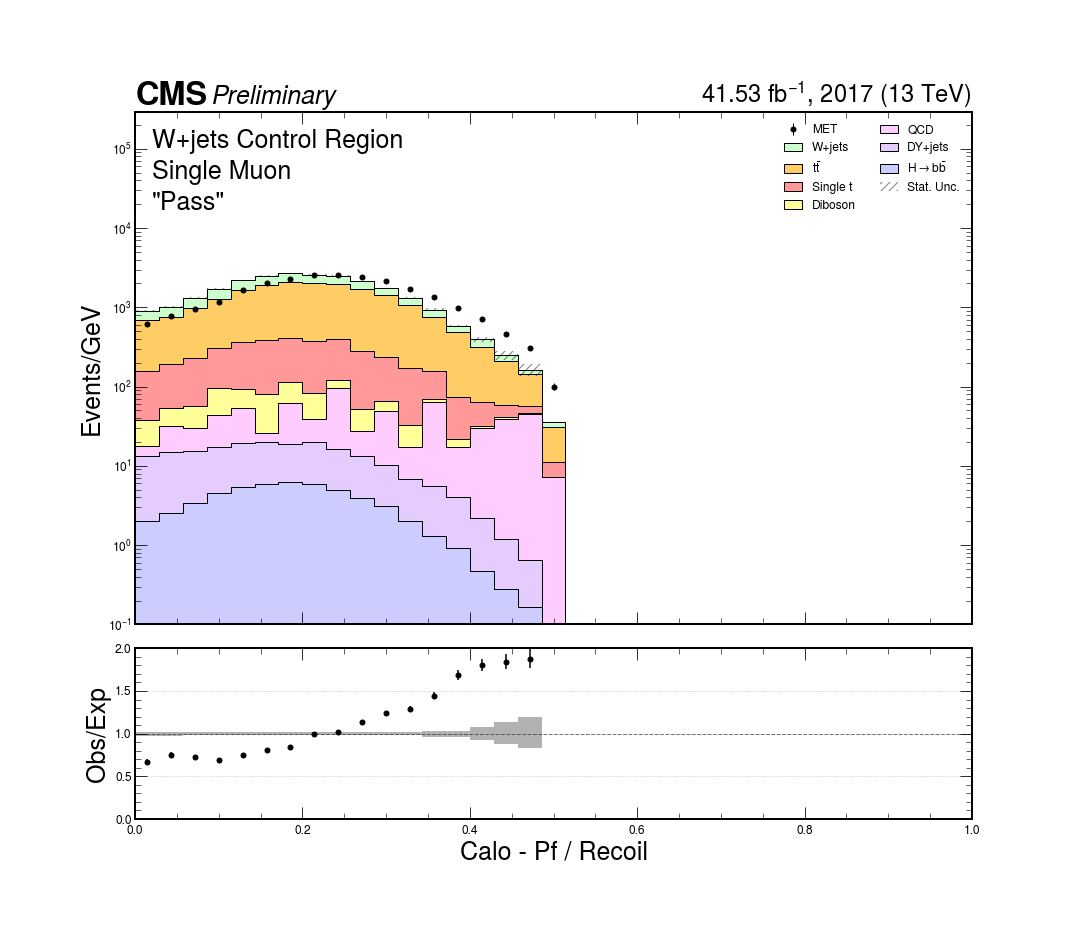 CMS Preliminary
41.53 fb⁻¹, 2017 (13 TeV)
W+jets Control Region
Single Muon
"Pass"
MET
W+jets
tt̄
Single t
Diboson
QCD
DY+jets
H→bb̄
Stat. Unc.
Events/GeV
10⁵
10⁴
10³
10²
10¹
10⁰
10⁻¹
Obs/Exp
2.0
1.5
1.0
0.5
0.0
0.0 0.2 0.4 0.6 0.8 1.0
Calo - Pf / Recoil